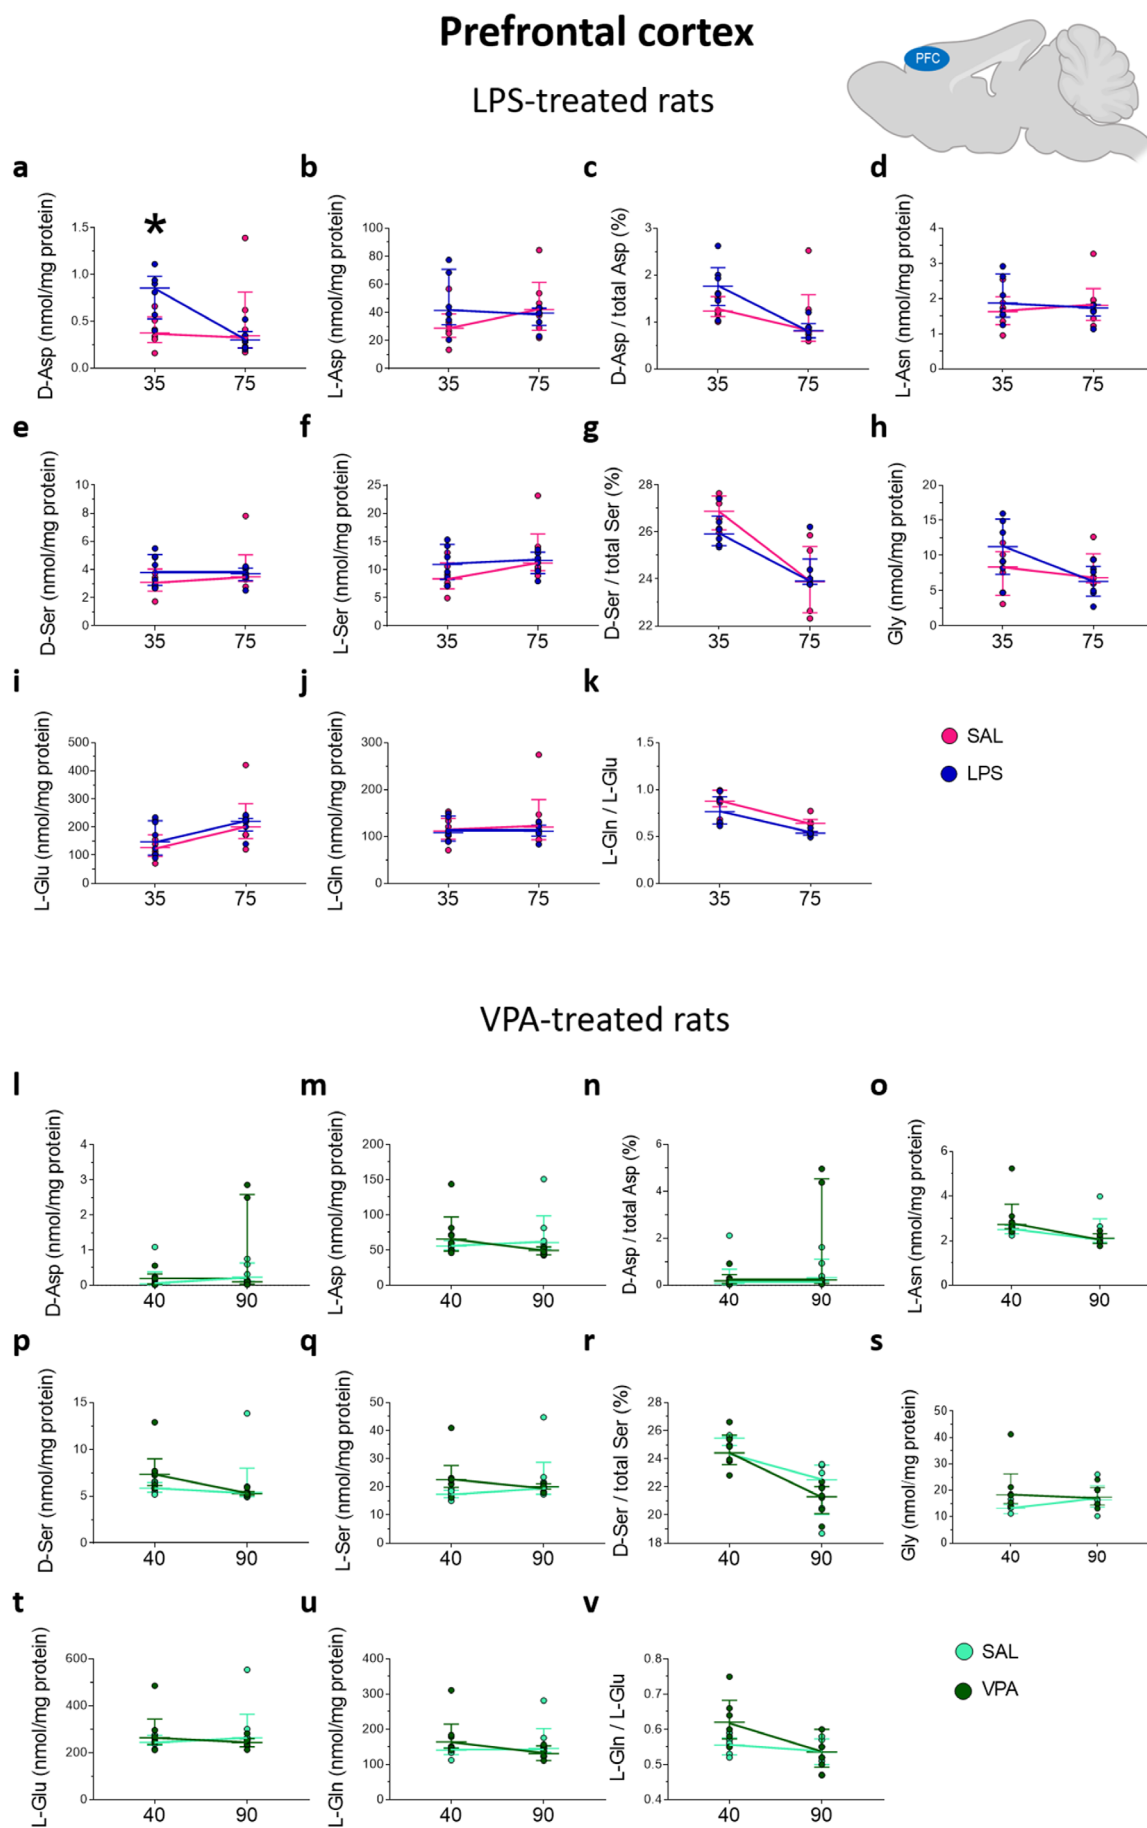 Prefrontal cortex
PFC
LPS-treated rats
a
D-Asp (nmol/mg protein)
1.5
1.0
0.5
0.0
*
35 75
b
L-Asp (nmol/mg protein)
100
80
60
40
20
0
35 75
c
D-Asp / total Asp (%)
3
2
1
0
35 75
d
L-Asn (nmol/mg protein)
4
3
2
1
0
35 75
e
D-Ser (nmol/mg protein)
10
8
6
4
2
0
35 75
f
L-Ser (nmol/mg protein)
25
20
15
10
5
0
35 75
g
D-Ser / total Ser (%)
28
26
24
22
35 75
h
Gly (nmol/mg protein)
20
15
10
5
0
35 75
i
L-Glu (nmol/mg protein)
500
400
300
200
100
0
35 75
j
L-Gln (nmol/mg protein)
300
200
100
0
35 75
k
L-Gln / L-Glu
1.5
1.0
0.5
0.0
35 75
SAL
LPS
VPA-treated rats
l
D-Asp (nmol/mg protein)
4
3
2
1
0
40 90
m
L-Asp (nmol/mg protein)
200
150
100
50
0
40 90
n
D-Asp / total Asp (%)
6
4
2
0
40 90
o
L-Asn (nmol/mg protein)
6
4
2
0
40 90
p
D-Ser (nmol/mg protein)
15
10
5
0
40 90
q
L-Ser (nmol/mg protein)
50
40
30
20
10
0
40 90
r
D-Ser / total Ser (%)
28
26
24
22
20
18
40 90
s
Gly (nmol/mg protein)
50
40
30
20
10
0
40 90
t
L-Glu (nmol/mg protein)
600
400
200
0
40 90
u
L-Gln (nmol/mg protein)
400
300
200
100
0
40 90
v
L-Gln / L-Glu
0.8
0.7
0.6
0.5
0.4
40 90
SAL
VPA